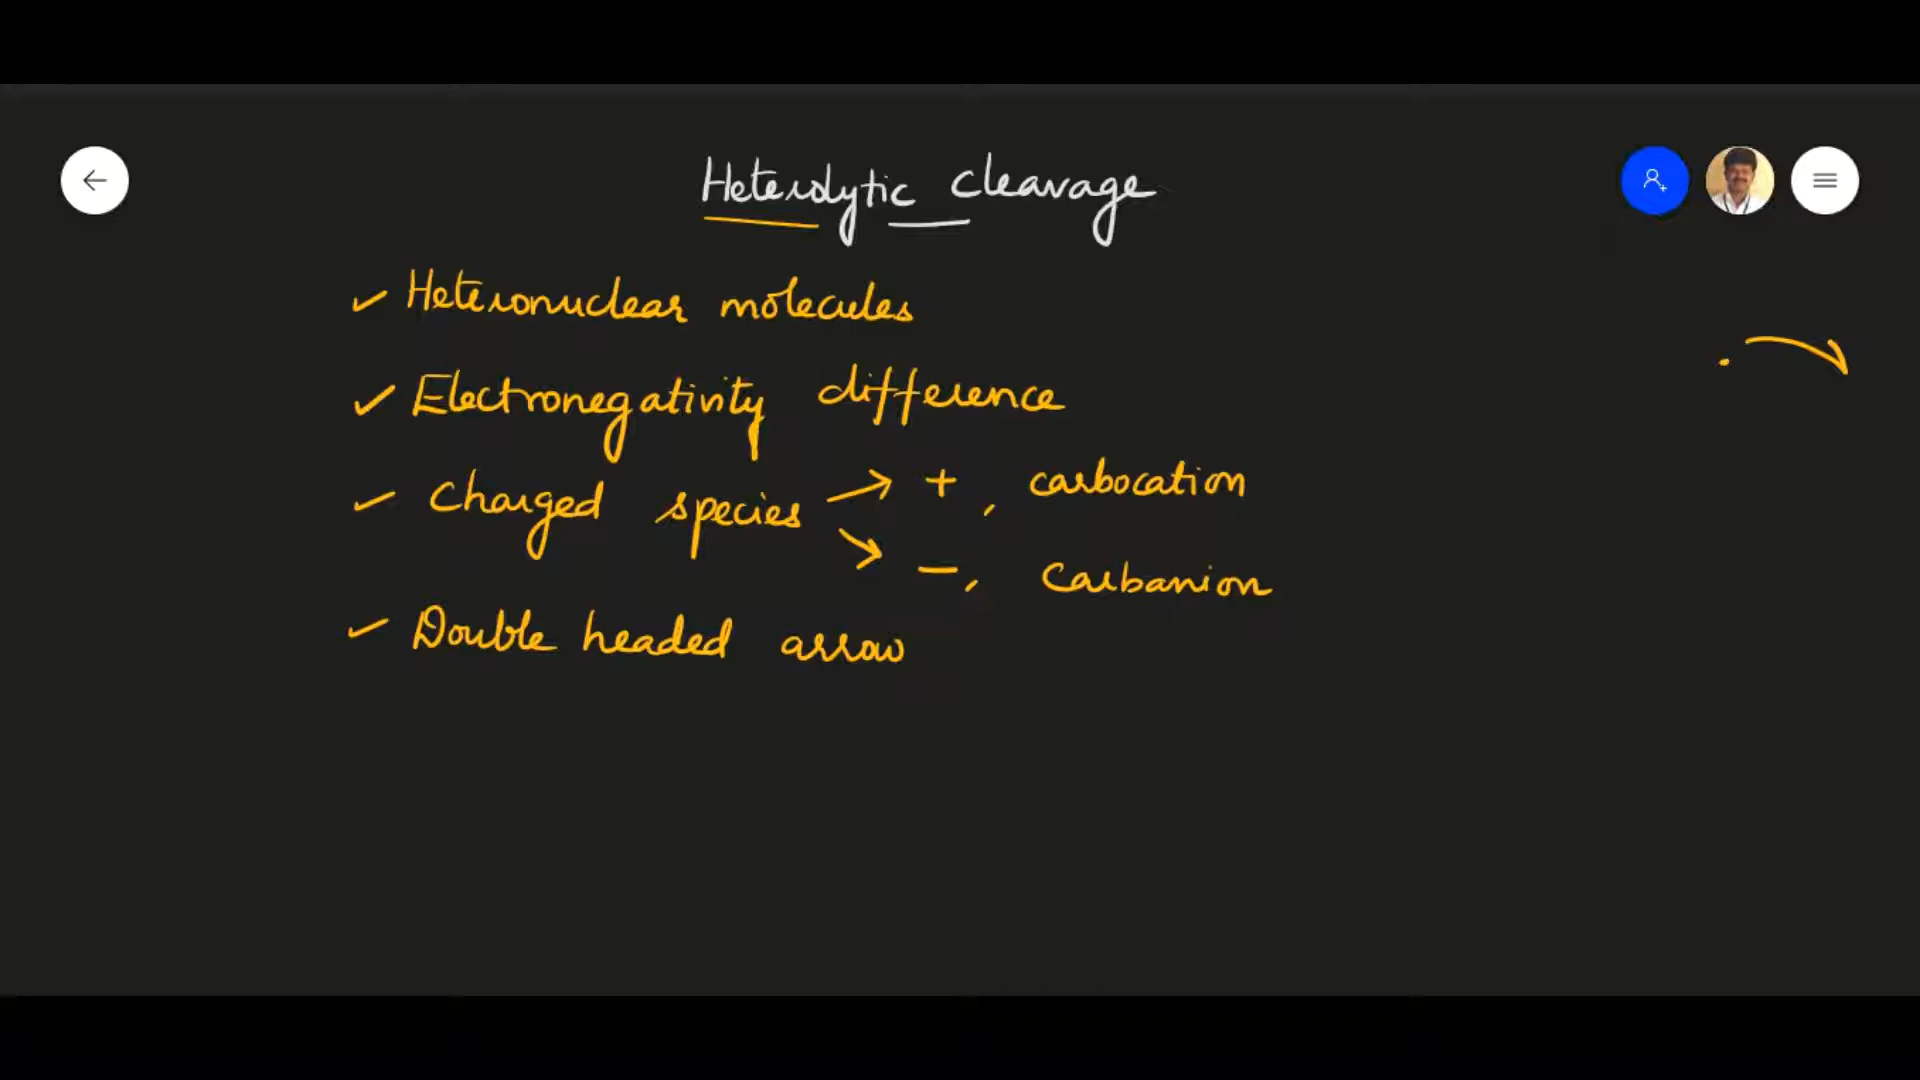 Heterolytic cleavage
✓ Heteronuclear molecules
✓ Electronegativity difference
✓ Charged species → + , carbocation
→ − , Carbanion
✓ Double headed arrow